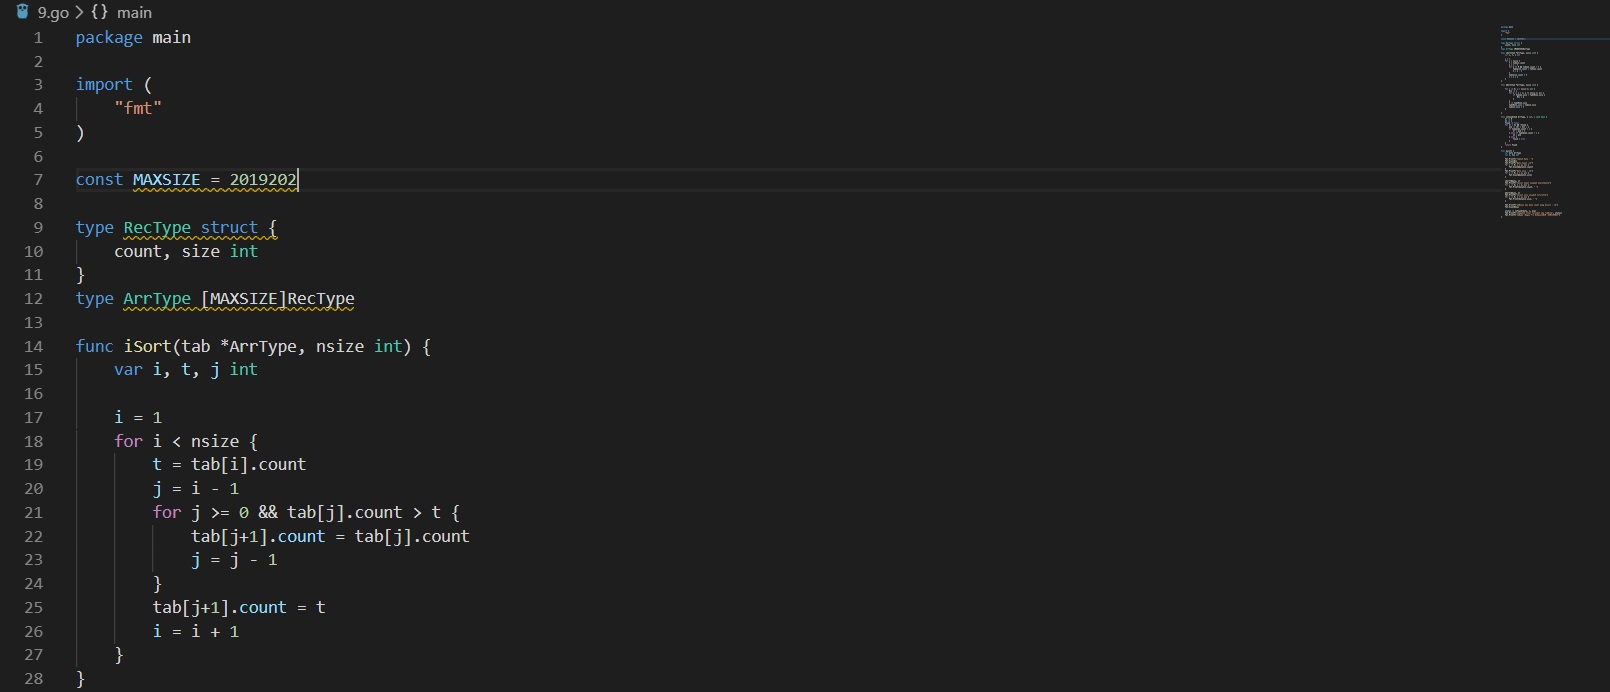 9.go > {} main
1 package main
2
3 import (
4 "fmt"
5 )
6
7 const MAXSIZE = 2019202
8
9 type RecType struct {
10 count, size int
11 }
12 type ArrType [MAXSIZE]RecType
13
14 func iSort(tab *ArrType, nsize int) {
15 var i, t, j int
16
17 i = 1
18 for i < nsize {
19 t = tab[i].count
20 j = i - 1
21 for j >= 0 && tab[j].count > t {
22 tab[j+1].count = tab[j].count
23 j = j - 1
24 }
25 tab[j+1].count = t
26 i = i + 1
27 }
28 }